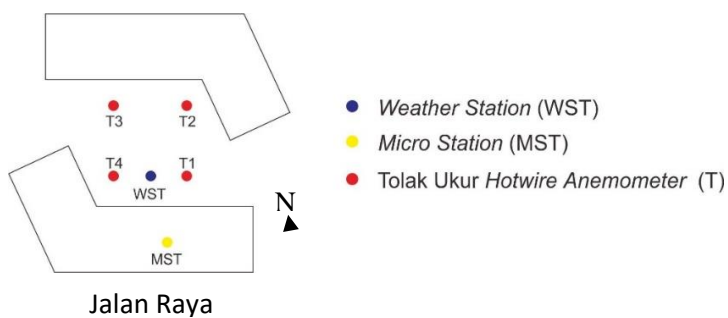 T3 T2
T4 T1
WST
N
MST
Jalan Raya
Weather Station (WST)
Micro Station (MST)
Tolak Ukur Hotwire Anemometer (T)